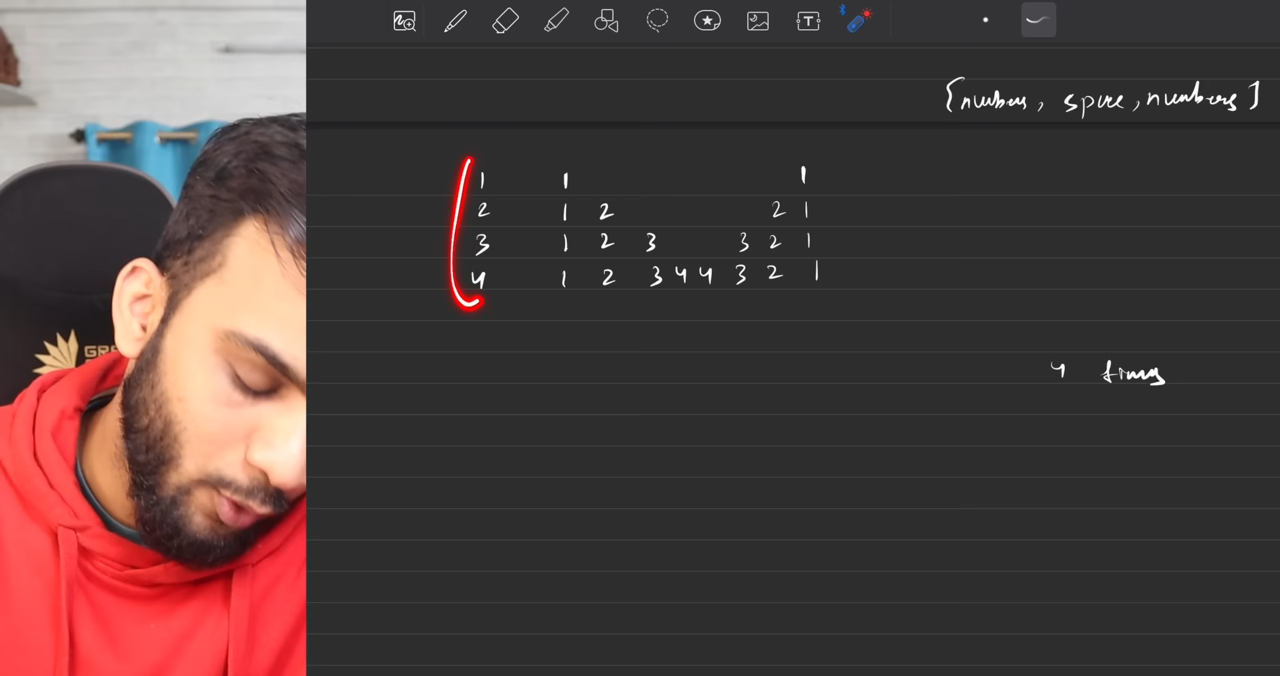 [numbers, space, numbers]
1 1 1
2 1 2 2 1
3 1 2 3 3 2 1
4 1 2 3 4 4 3 2 1
GR
4 times